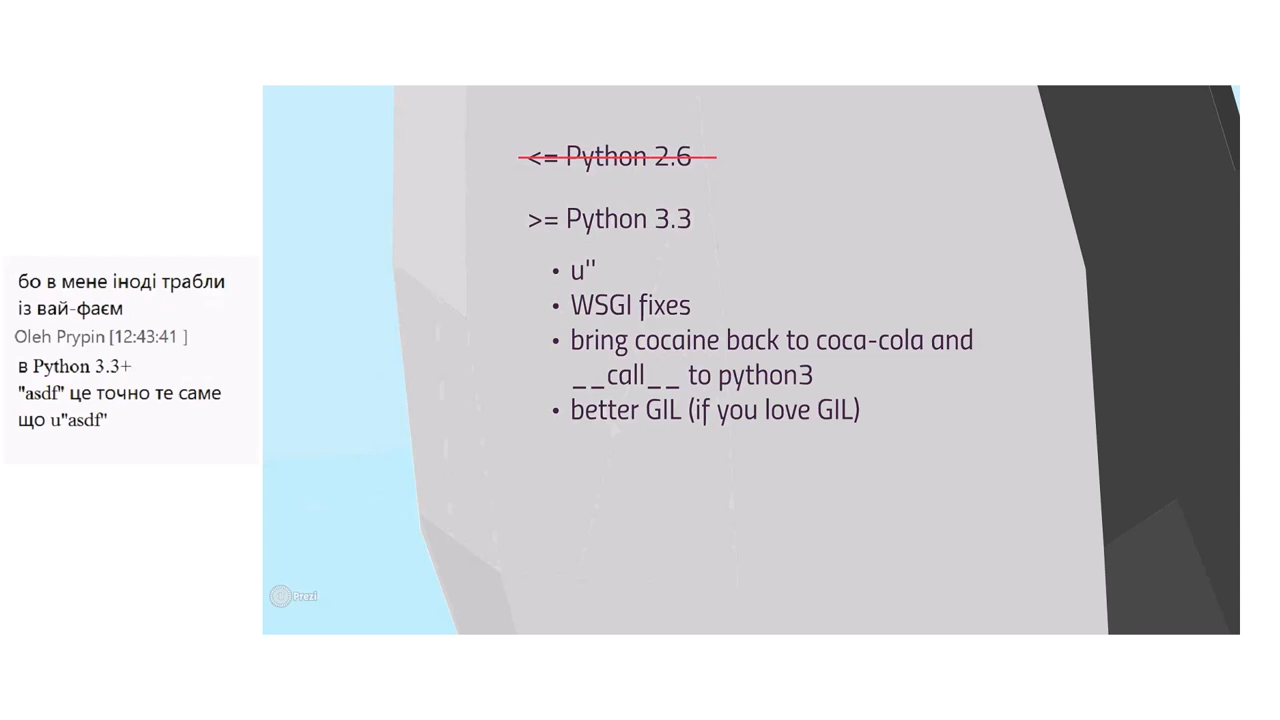 бо в мене іноді трабли
із вай-фаєм
Oleh Prypin [12:43:41 ]
в Python 3.3+
"asdf" це точно те саме
що u"asdf"
<= Python 2.6
>= Python 3.3
• u''
• WSGI fixes
• bring cocaine back to coca-cola and
__call__ to python3
• better GIL (if you love GIL)
Prezi